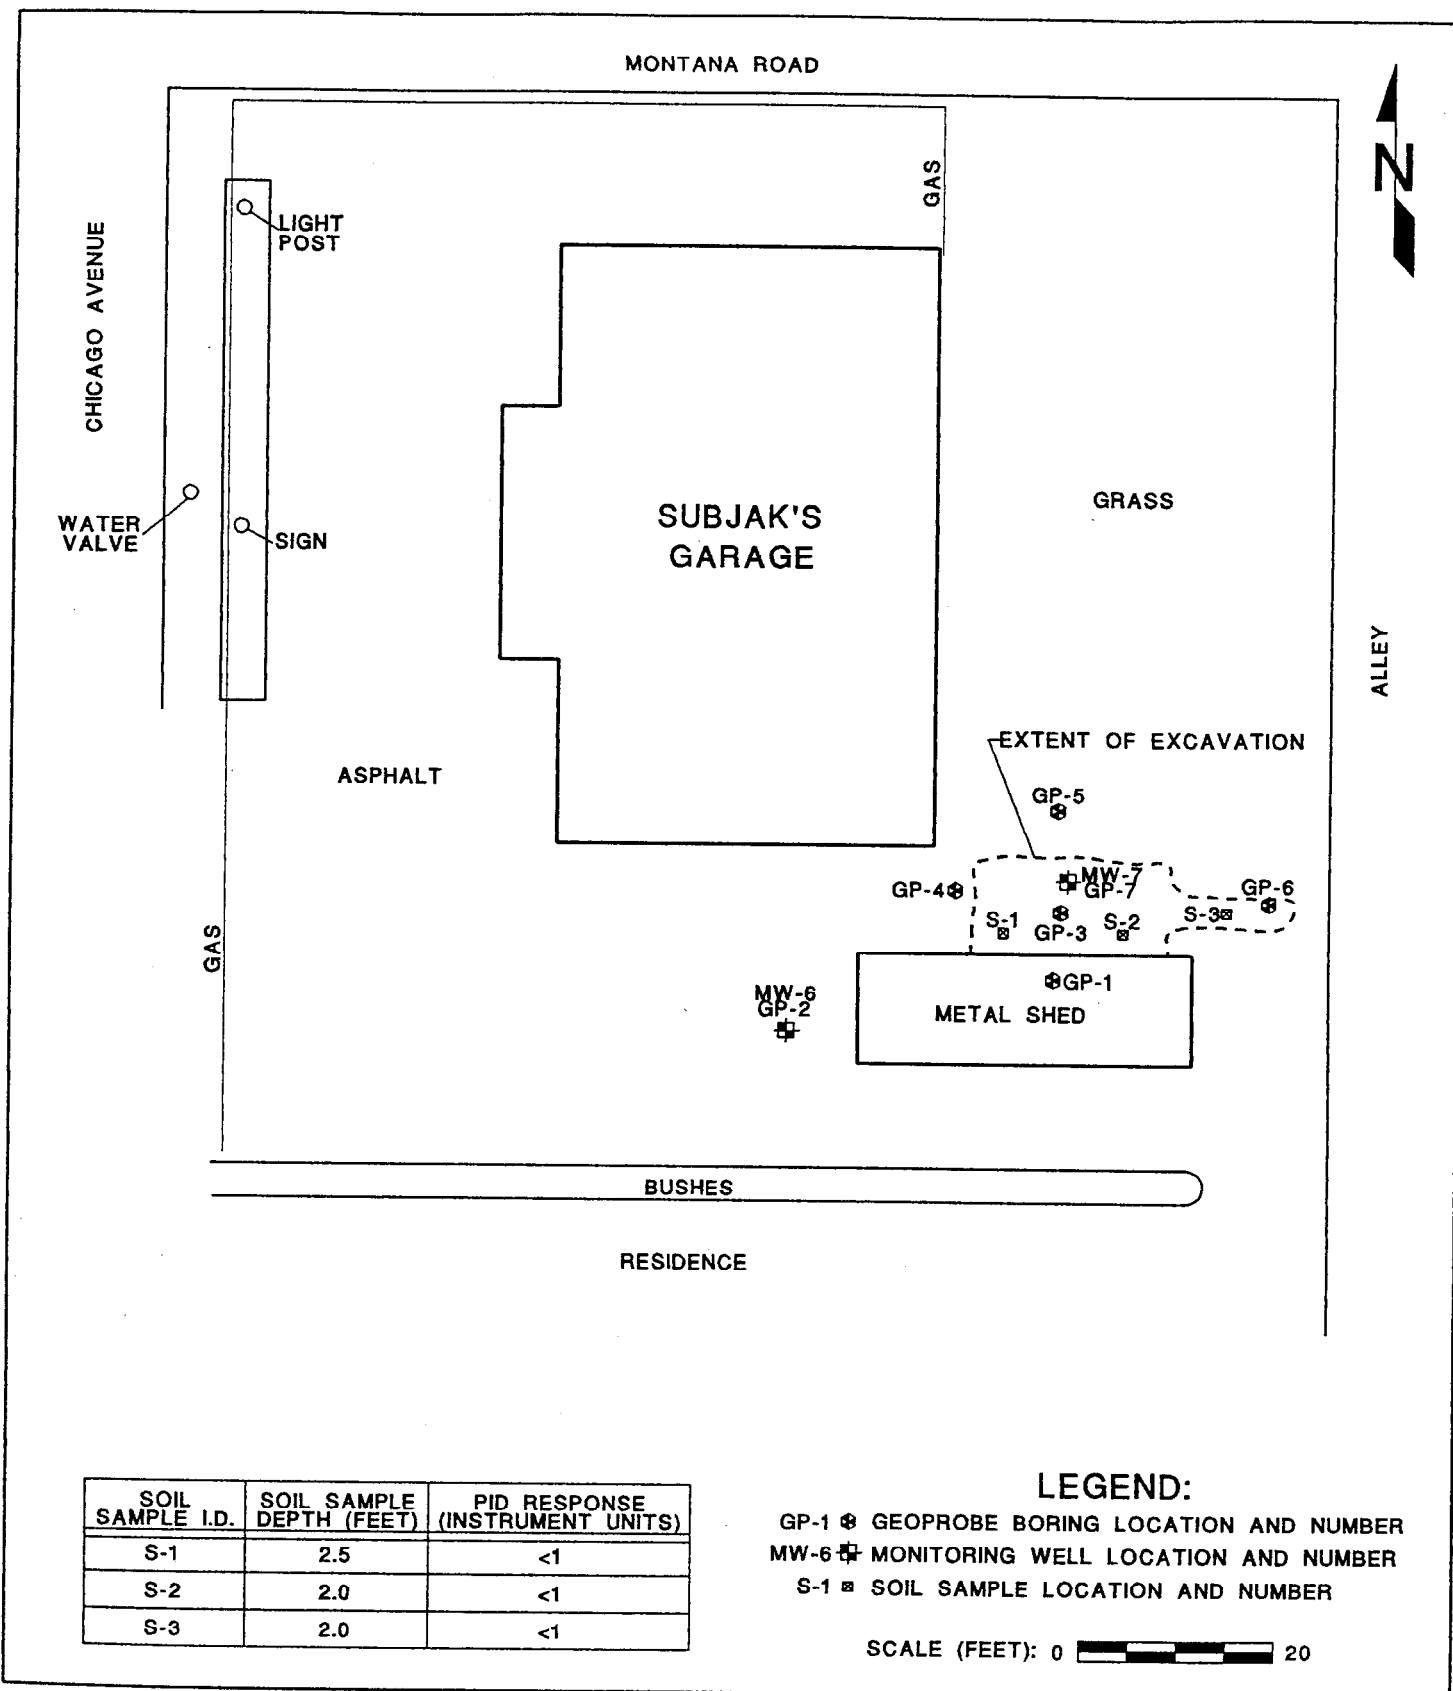 MONTANA ROAD
N
GAS
LIGHT
POST
CHICAGO AVENUE
WATER
VALVE
SIGN
SUBJAK'S
GARAGE
GRASS
ALLEY
EXTENT OF EXCAVATION
ASPHALT
GP-5
GP-4
MW-7
GP-7
GP-6
S-1
GP-3
S-2
S-3
GAS
GP-1
METAL SHED
MW-6
GP-2
BUSHES
RESIDENCE
SOIL SAMPLE I.D.
SOIL SAMPLE DEPTH (FEET)
PID RESPONSE (INSTRUMENT UNITS)
S-1 2.5 <1
S-2 2.0 <1
S-3 2.0 <1
LEGEND:
GP-1 GEOPROBE BORING LOCATION AND NUMBER
MW-6 MONITORING WELL LOCATION AND NUMBER
S-1 SOIL SAMPLE LOCATION AND NUMBER
SCALE (FEET): 0 20